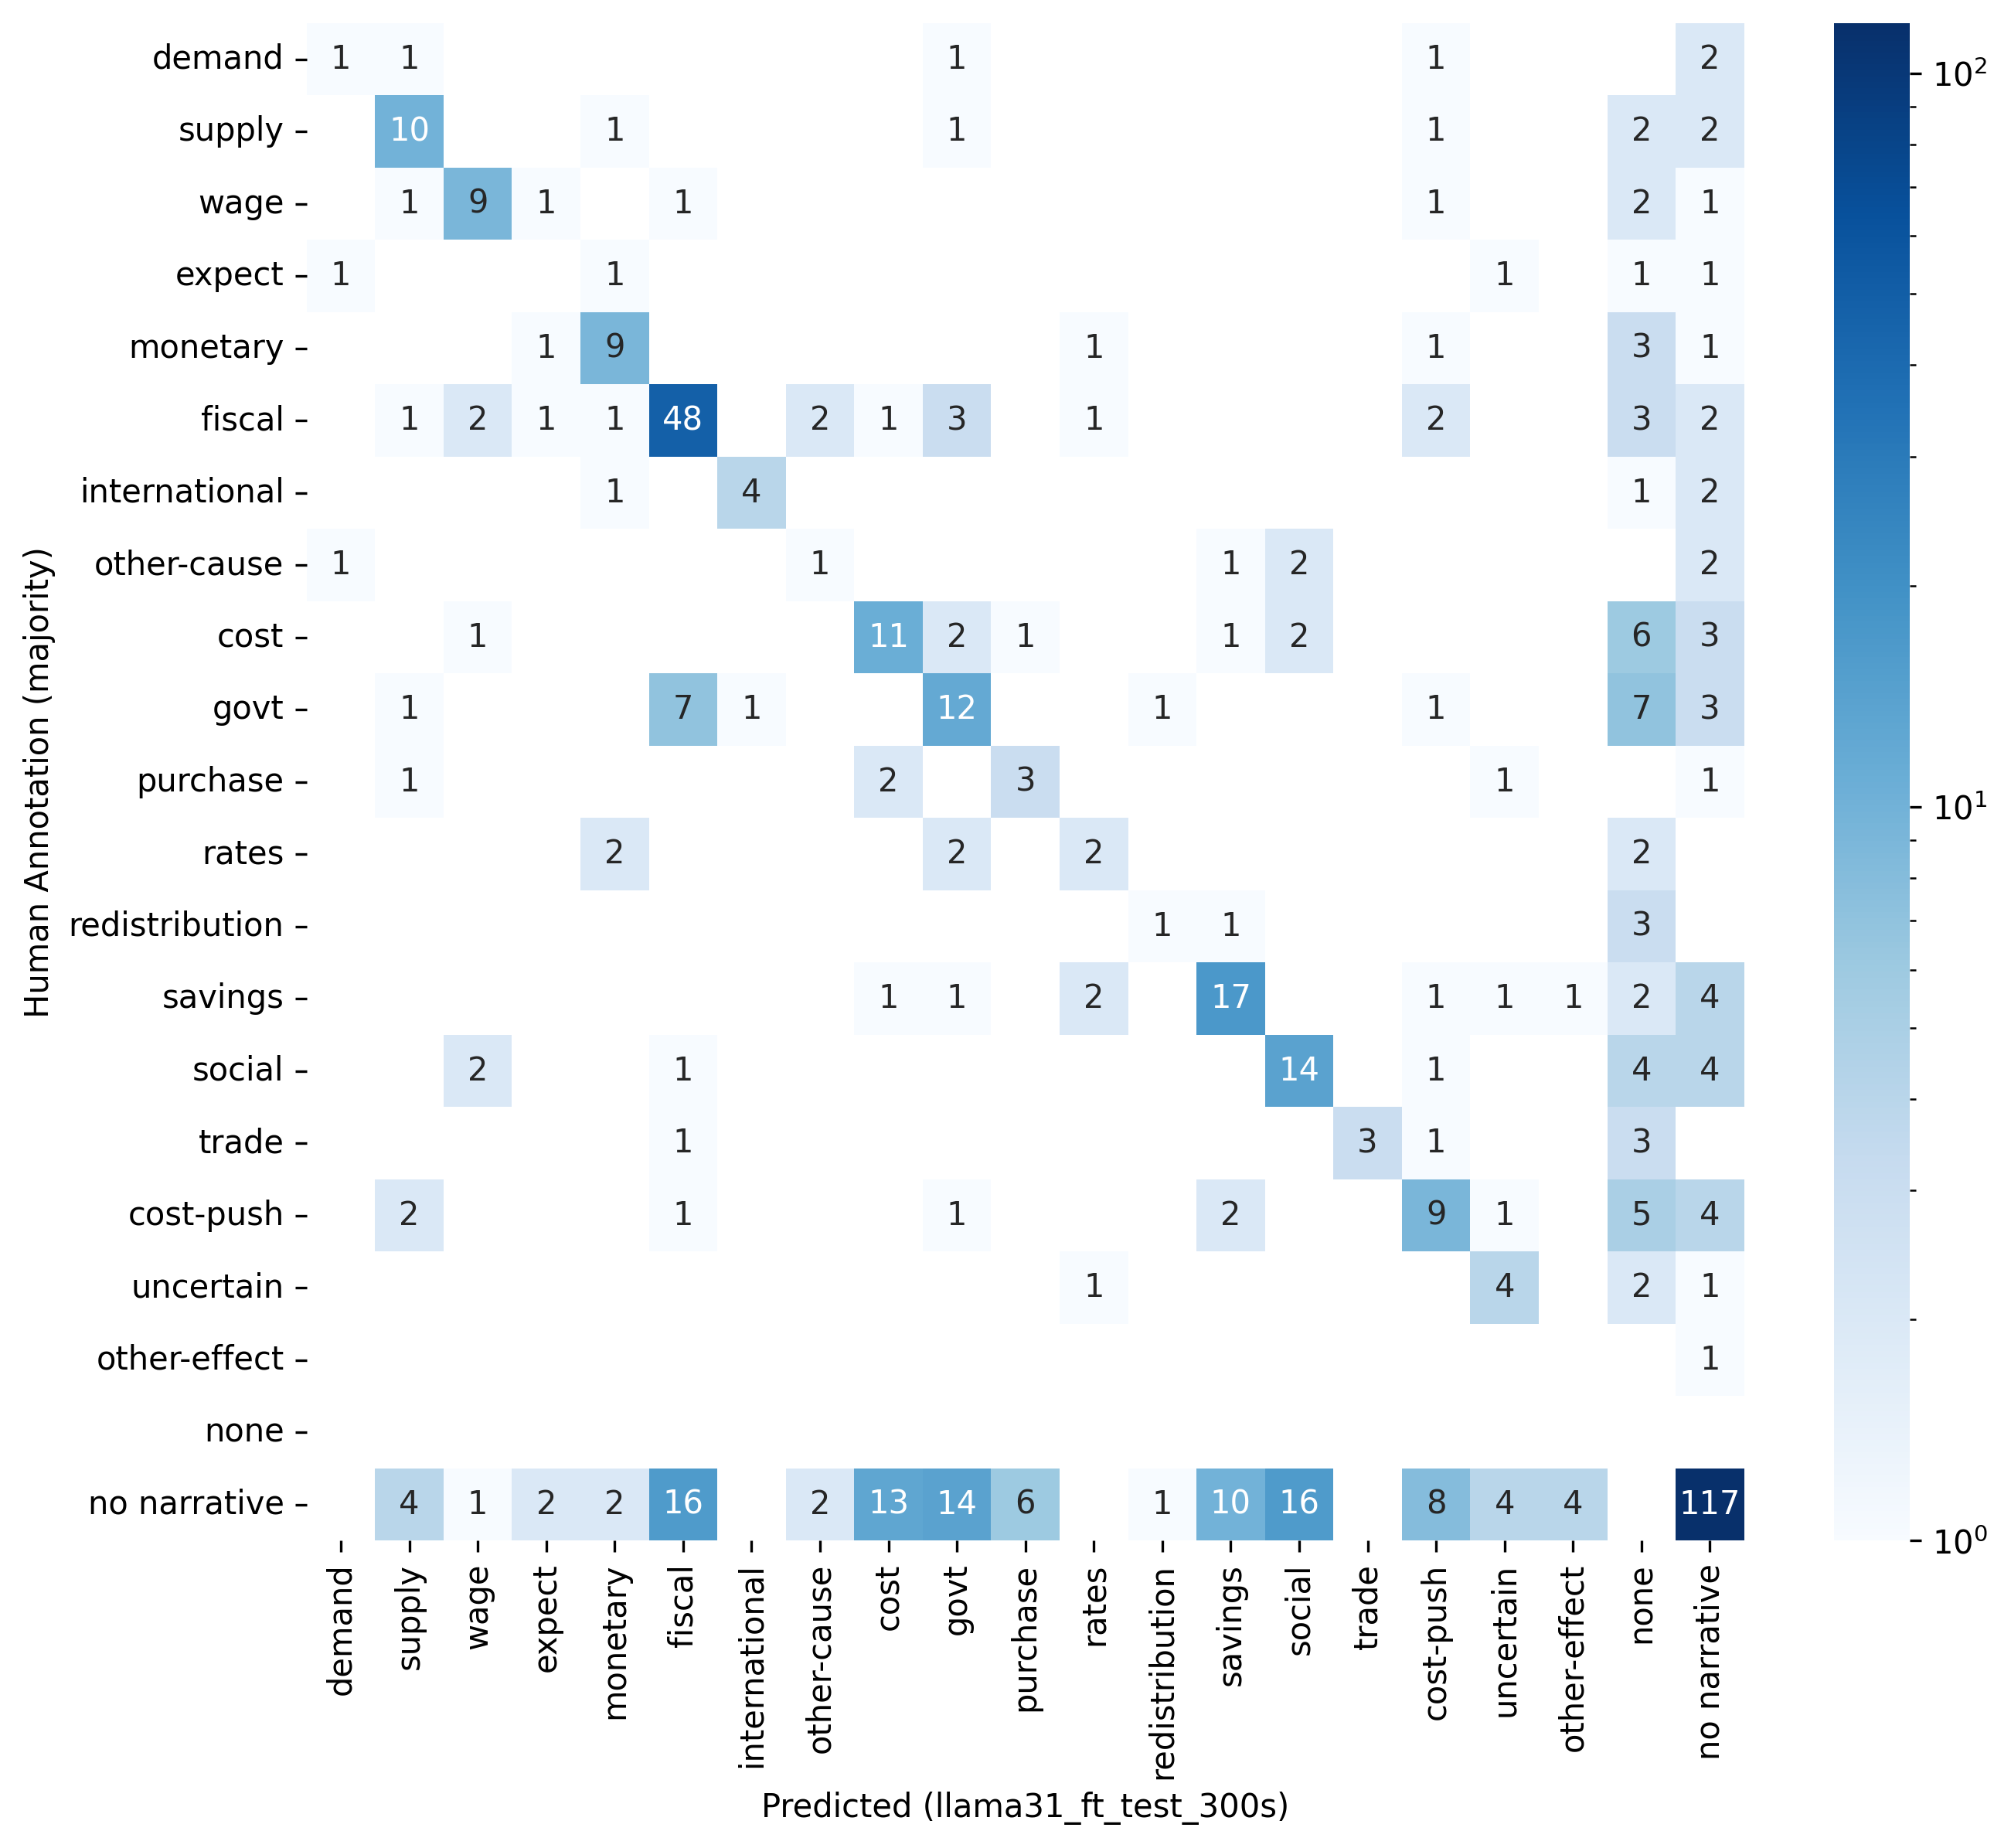 Human Annotation (majority)
demand 1 1 1 1 2
supply 10 1 1 1 2 2
wage 1 9 1 1 1 2 1
expect 1 1 1 1 1
monetary 1 9 1 1 3 1
fiscal 1 2 1 1 48 2 1 3 1 2 3 2
international 1 4 1 2
other-cause 1 1 1 2 2
cost 1 11 2 1 1 2 6 3
govt 1 7 1 12 1 1 7 3
purchase 1 2 3 1 1
rates 2 2 2 2
redistribution 1 1 3
savings 1 1 2 17 1 1 1 2 4
social 2 1 14 1 4 4
trade 1 3 1 3
cost-push 2 1 1 2 9 1 5 4
uncertain 1 4 2 1
other-effect 1
none
no narrative 4 1 2 2 16 2 13 14 6 1 10 16 8 4 4 117
demand
supply
wage
expect
monetary
fiscal
international
other-cause
cost
govt
purchase
rates
redistribution
savings
social
trade
cost-push
uncertain
other-effect
none
no narrative
Predicted (llama31_ft_test_300s)
10²
10¹
10⁰